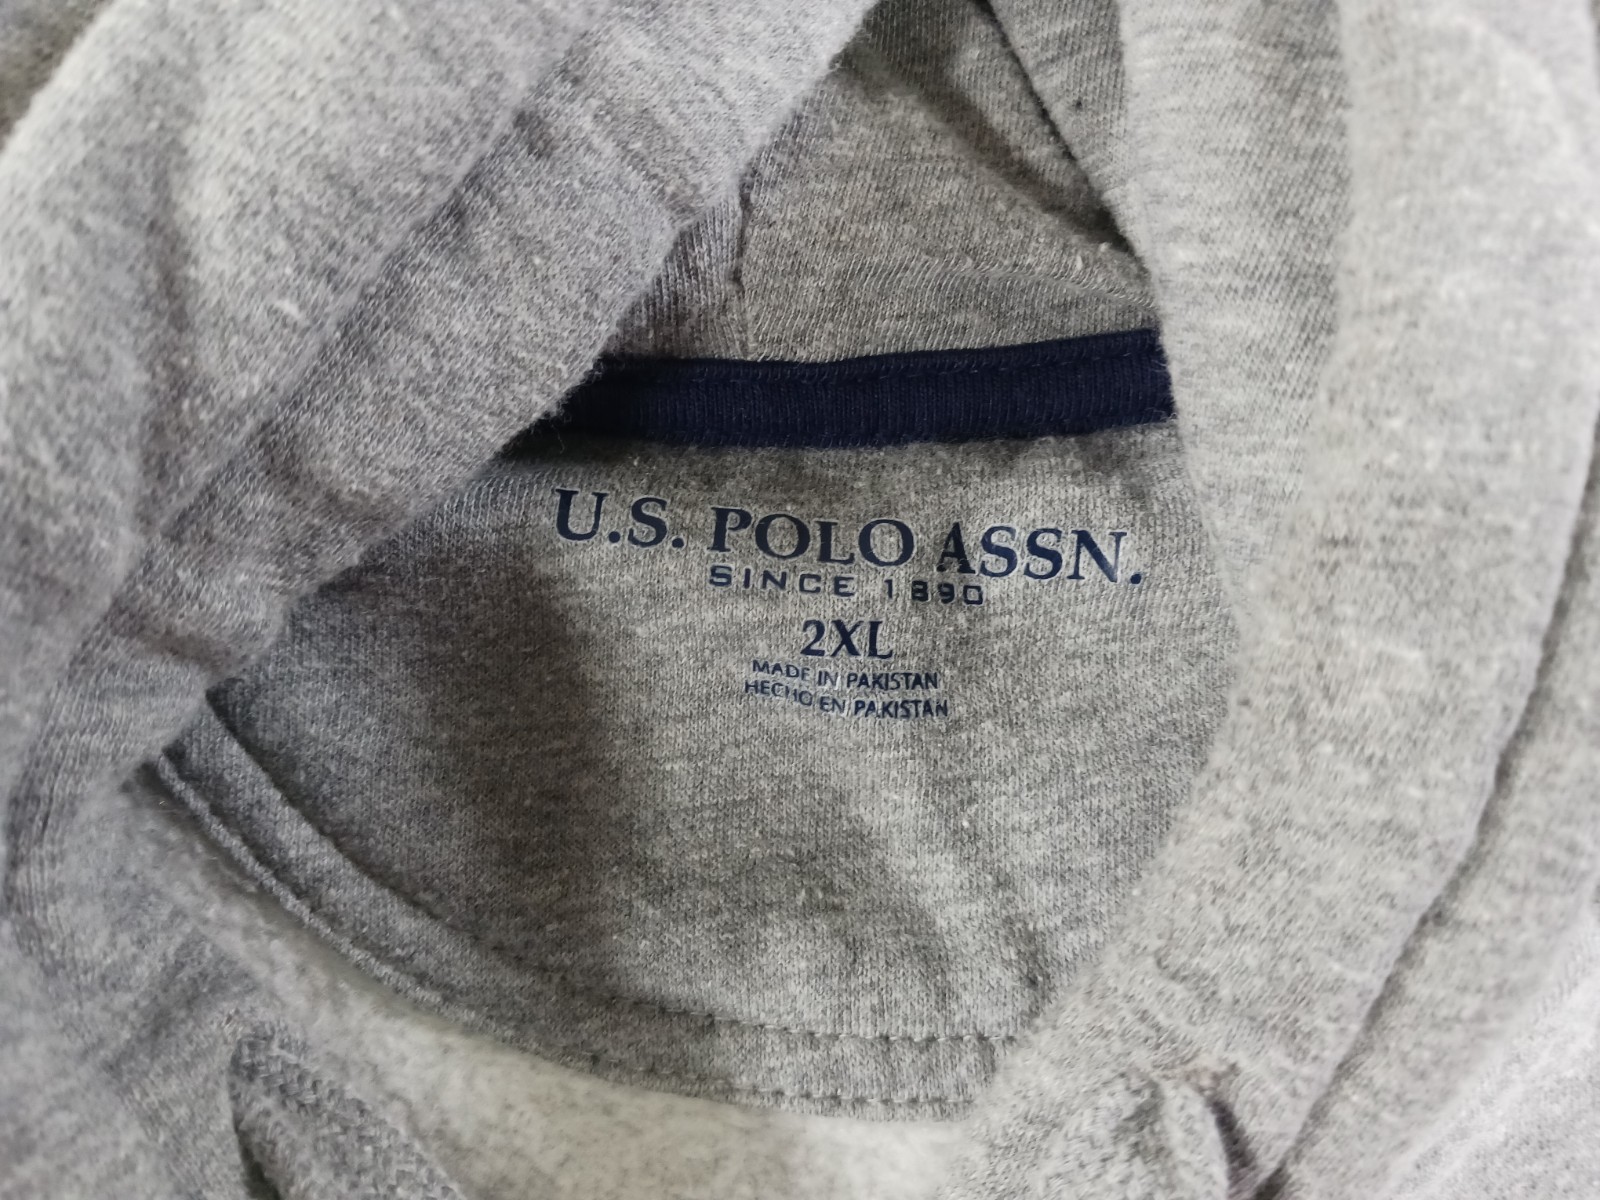 U.S. POLO ASSN.
SINCE 1890
2XL
MADE IN PAKISTAN
HECHO EN PAKISTAN